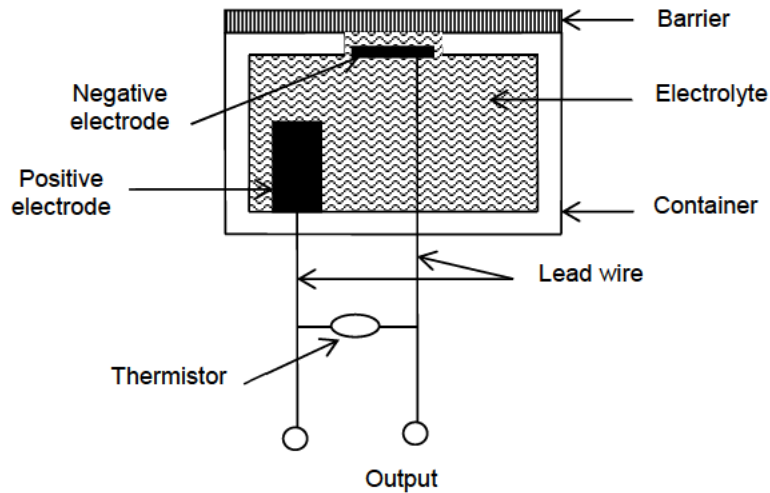 Barrier
Negative
electrode
Electrolyte
Positive
electrode
Container
Lead wire
Thermistor
Output